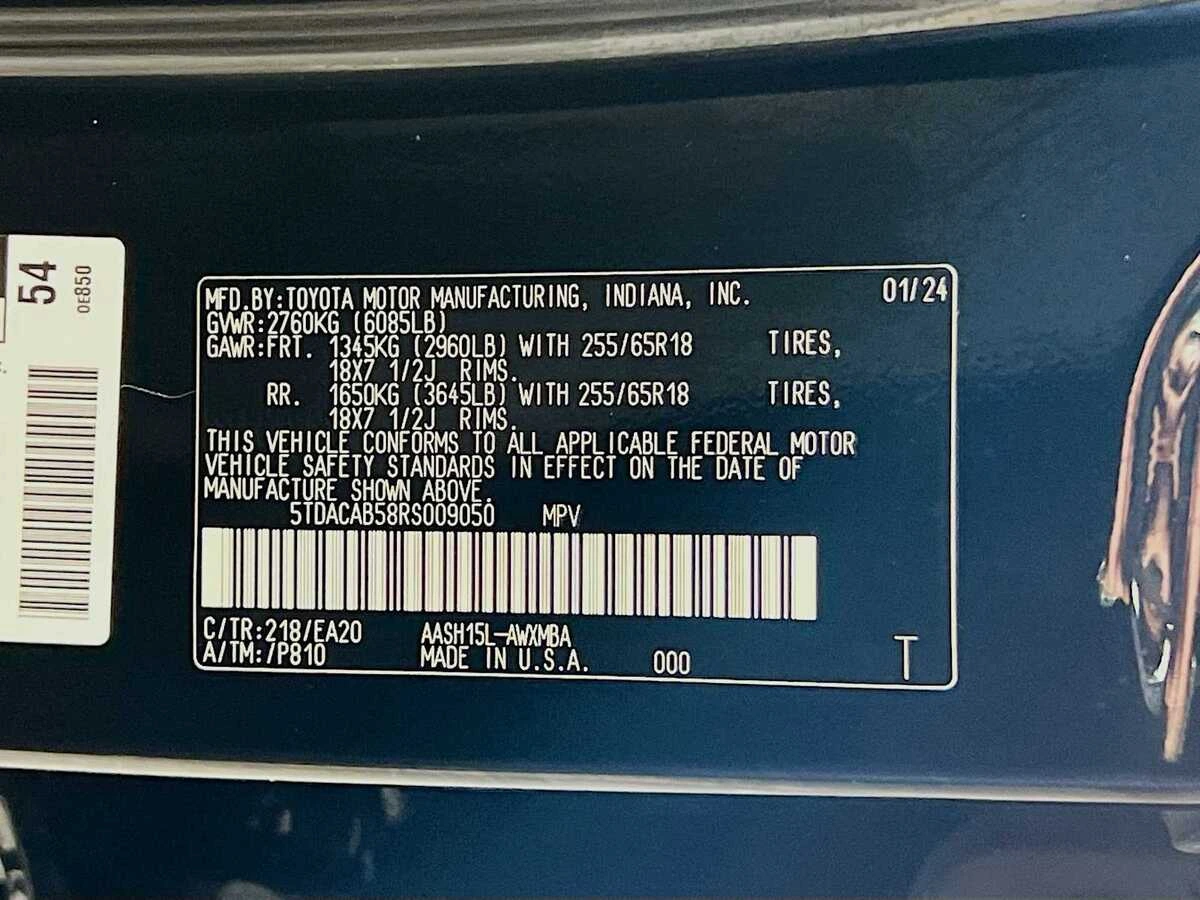 54
OE850
MFD.BY:TOYOTA MOTOR MANUFACTURING, INDIANA, INC. 01/24
GVWR:2760KG (6085LB)
GAWR:FRT. 1345KG (2960LB) WITH 255/65R18 TIRES,
18X7 1/2J RIMS.
RR. 1650KG (3645LB) WITH 255/65R18 TIRES,
18X7 1/2J RIMS.
THIS VEHICLE CONFORMS TO ALL APPLICABLE FEDERAL MOTOR
VEHICLE SAFETY STANDARDS IN EFFECT ON THE DATE OF
MANUFACTURE SHOWN ABOVE.
5TDACAB58RS009050 MPV
C/TR:218/EA20 AASH15L-AWXMBA
A/TM:/P810 MADE IN U.S.A. 000 T